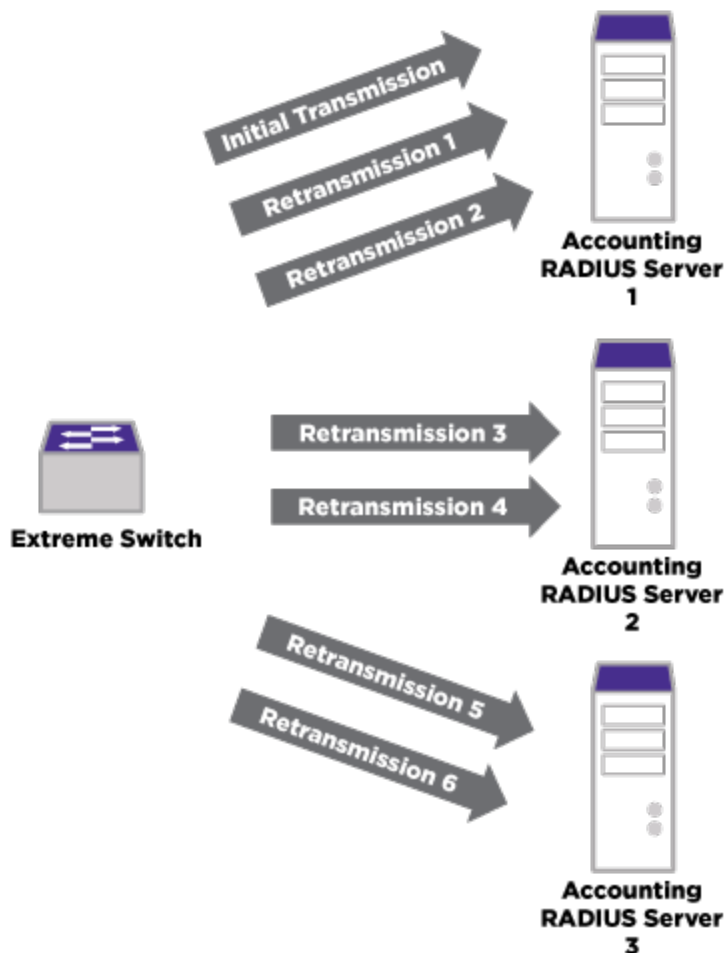 Initial Transmission
Retransmission 1
Retransmission 2
Accounting
RADIUS Server
1
Retransmission 3
Retransmission 4
Extreme Switch
Accounting
RADIUS Server
2
Retransmission 5
Retransmission 6
Accounting
RADIUS Server
3